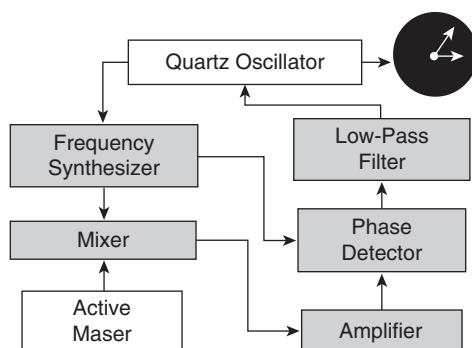 Quartz Oscillator
Frequency
Synthesizer
Low-Pass
Filter
Mixer
Phase
Detector
Active
Maser
Amplifier